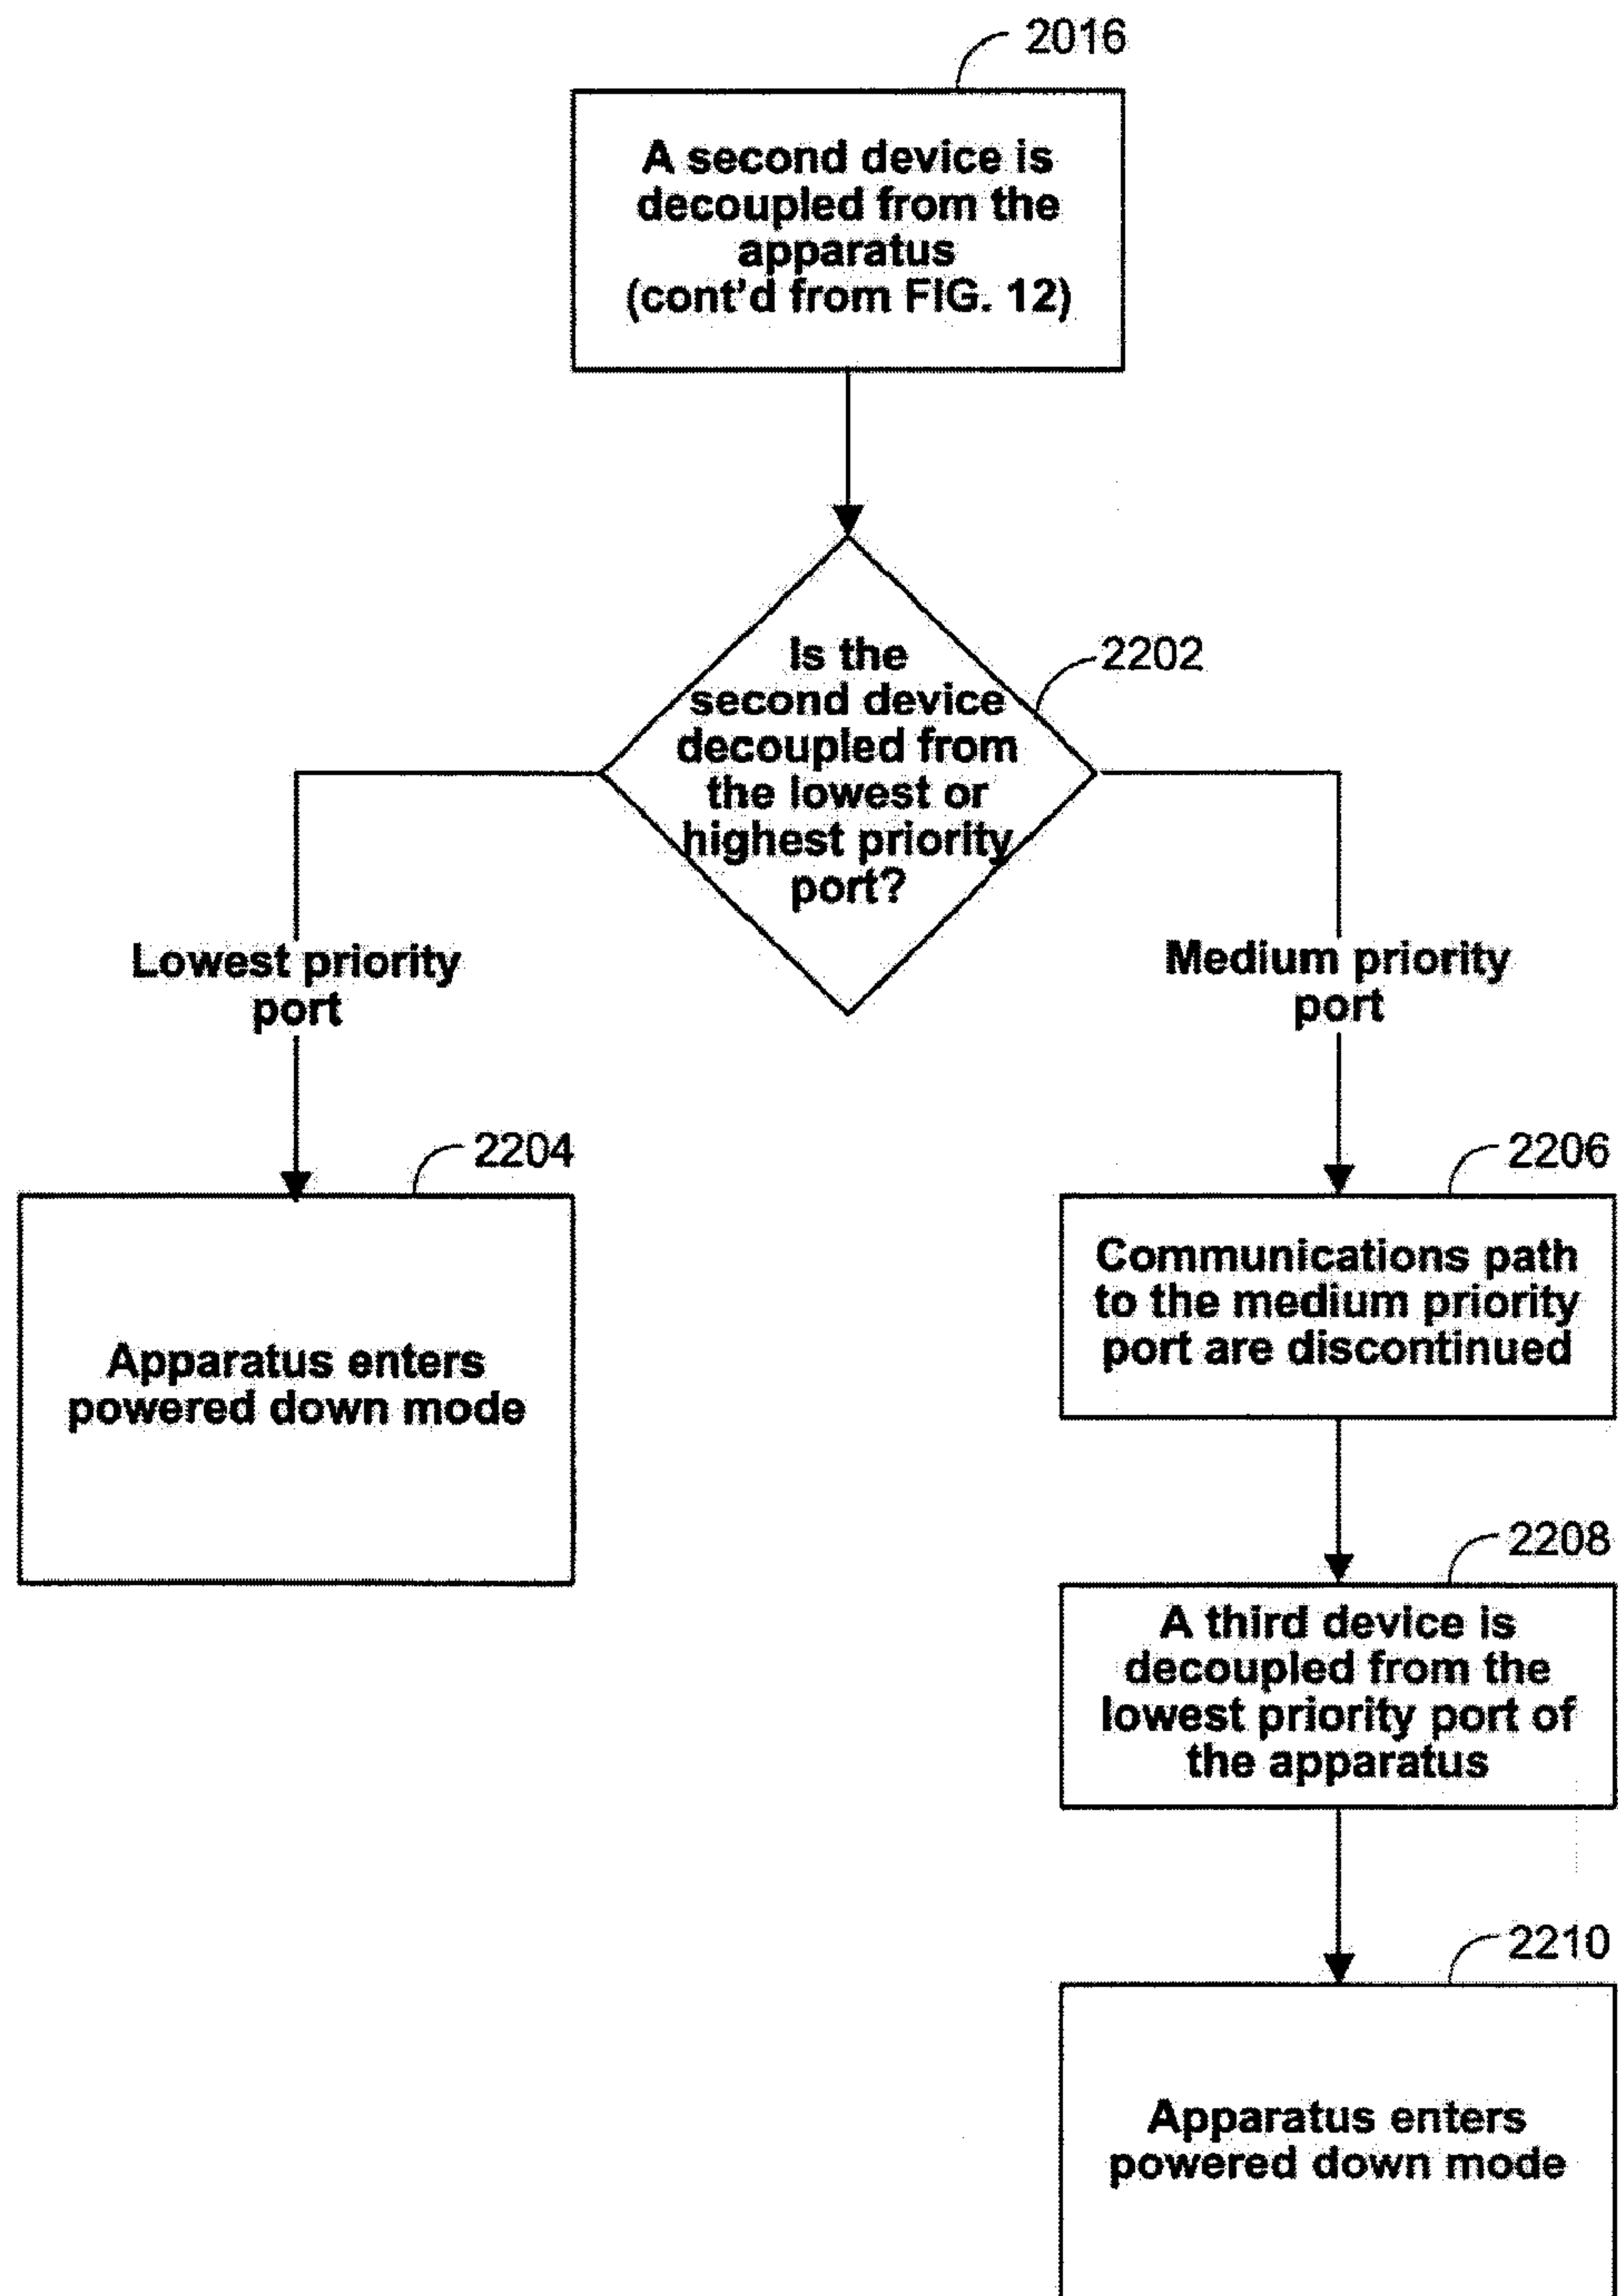 2016
A second device is
decoupled from the
apparatus
(cont'd from FIG. 12)
2202
Is the
second device
decoupled from
the lowest or
highest priority
port?
Lowest priority
port
Medium priority
port
2204
Apparatus enters
powered down mode
2206
Communications path
to the medium priority
port are discontinued
2208
A third device is
decoupled from the
lowest priority port of
the apparatus
2210
Apparatus enters
powered down mode